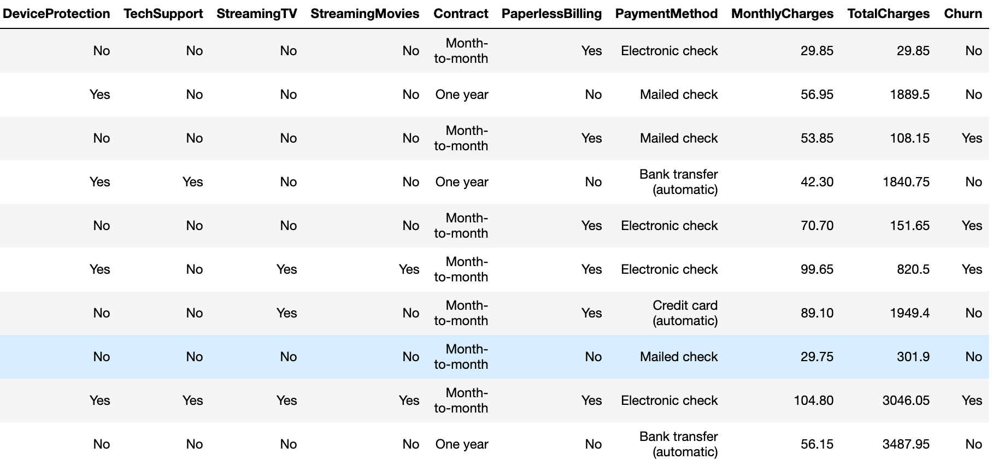 DeviceProtection TechSupport StreamingTV StreamingMovies Contract PaperlessBilling PaymentMethod MonthlyCharges TotalCharges Churn
No No No No Month-to-month Yes Electronic check 29.85 29.85 No
Yes No No No One year No Mailed check 56.95 1889.5 No
No No No No Month-to-month Yes Mailed check 53.85 108.15 Yes
Yes Yes No No One year No Bank transfer (automatic) 42.30 1840.75 No
No No No No Month-to-month Yes Electronic check 70.70 151.65 Yes
Yes No Yes Yes Month-to-month Yes Electronic check 99.65 820.5 Yes
No No Yes No Month-to-month Yes Credit card (automatic) 89.10 1949.4 No
No No No No Month-to-month No Mailed check 29.75 301.9 No
Yes Yes Yes Yes Month-to-month Yes Electronic check 104.80 3046.05 Yes
No No No No One year No Bank transfer (automatic) 56.15 3487.95 No